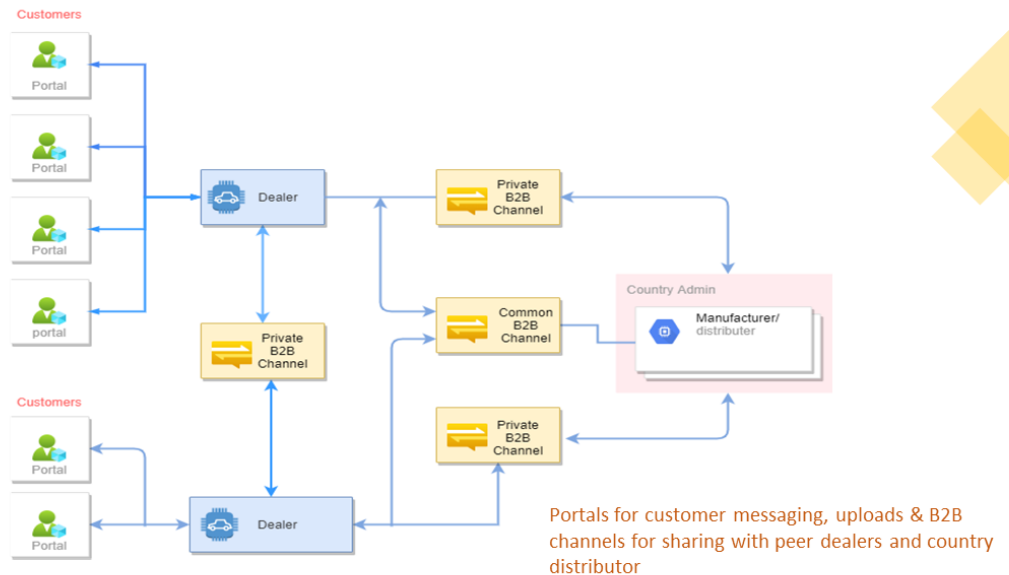 Customers
Portal
Portal
Portal
portal
Dealer
Private
B2B
Channel
Private
B2B
Channel
Common
B2B
Channel
Country Admin
Manufacturer/
distributer
Customers
Portal
Portal
Dealer
Private
B2B
Channel
Portals for customer messaging, uploads & B2B
channels for sharing with peer dealers and country
distributor